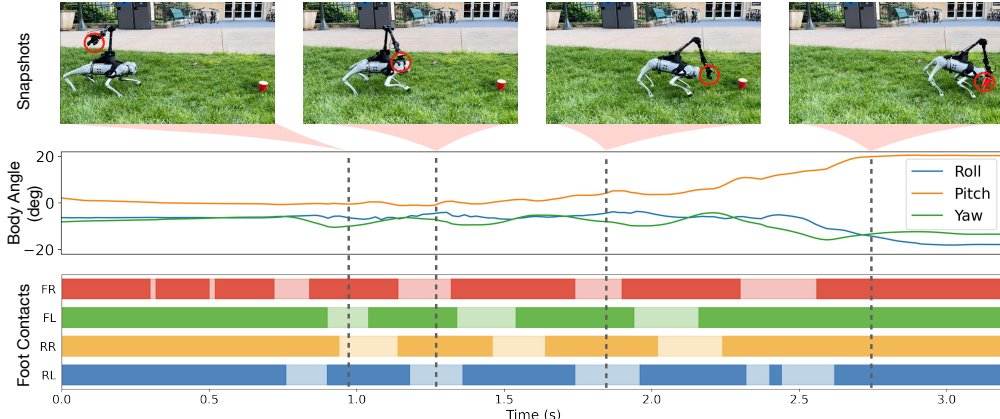 Snapshots
Body Angle
(deg)
20
0
−20
Roll
Pitch
Yaw
Foot Contacts
FR
FL
RR
RL
0.0 0.5 1.0 1.5 2.0 2.5 3.0
Time (s)